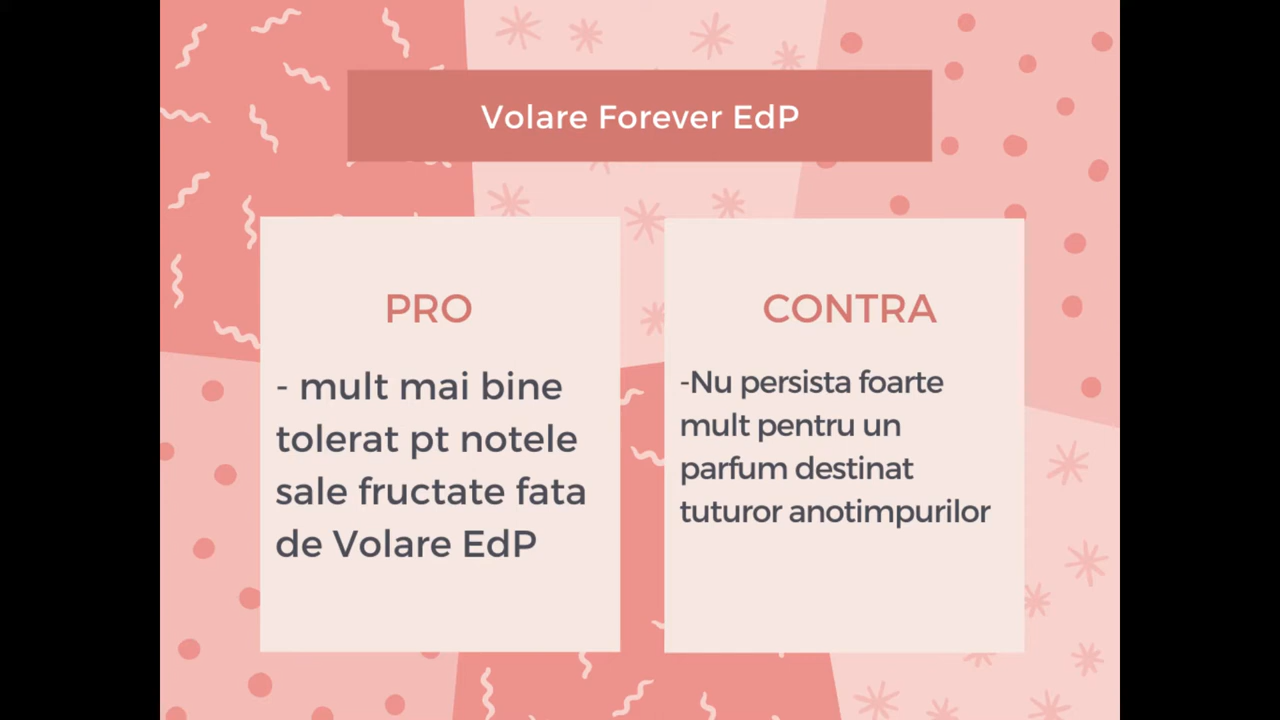 Volare Forever EdP
PRO
- mult mai bine
tolerat pt notele
sale fructate fata
de Volare EdP
CONTRA
-Nu persista foarte
mult pentru un
parfum destinat
tuturor anotimpurilor